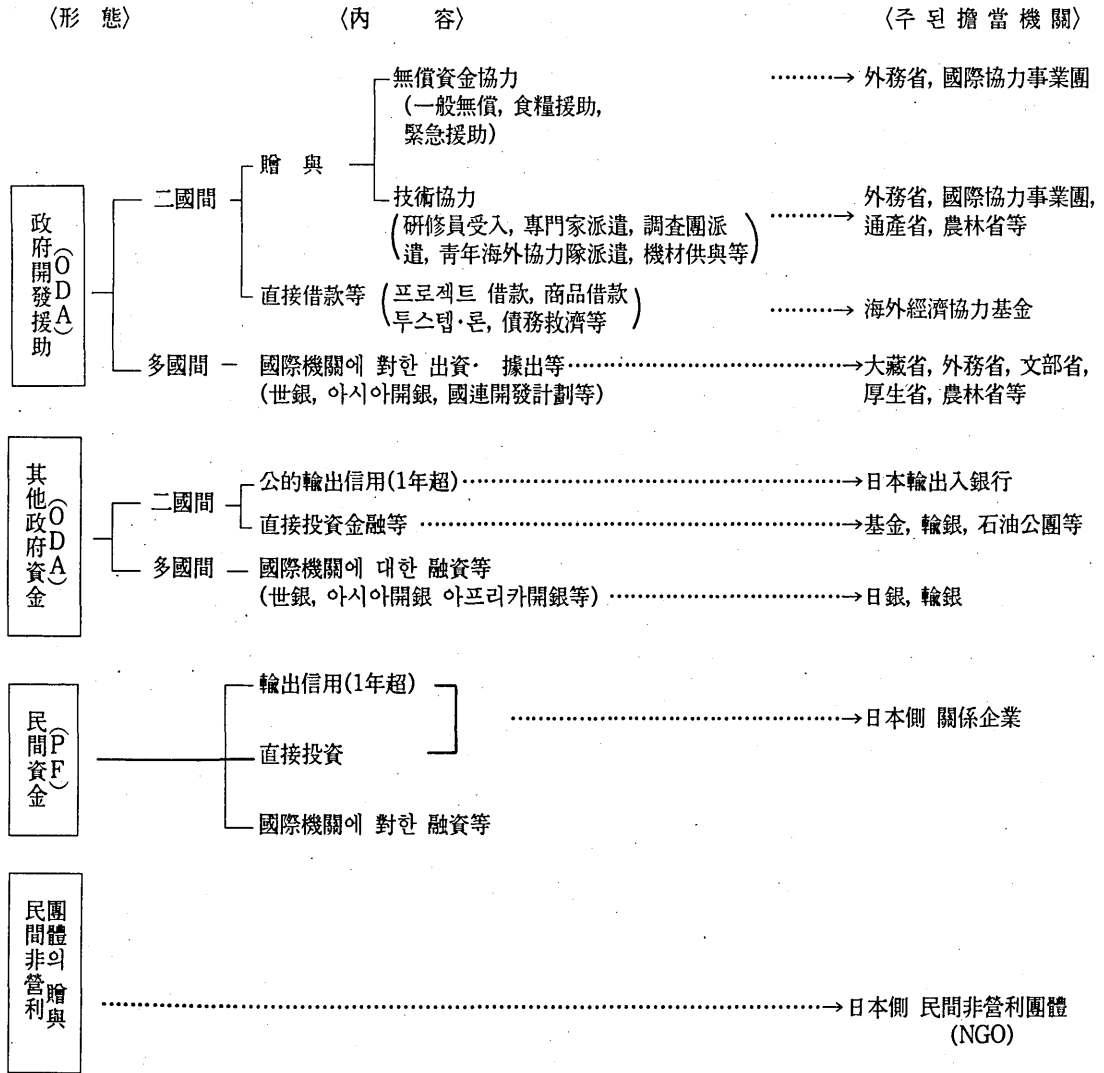 〈形 態〉 〈內 容〉 〈주 된 擔 當 機 關〉
無償資金協力 ………→ 外務省, 國際協力事業團
(一般無償, 食糧援助,
緊急援助)
贈 與
政府開發援助
(ODA)
二國間
技術協力
(硏修員受入, 專門家派遣, 調査團派
遣, 靑年海外協力隊派遣, 機材供與等)
………→ 外務省, 國際協力事業團,
通產省, 農林省等
直接借款等 (프로젝트 借款, 商品借款
투스텝·론, 債務救濟等)
………→ 海外經濟協力基金
多國間 — 國際機關에 對한 出資· 據出等………→大藏省, 外務省, 文部省,
(世銀, 아시아開銀, 國連開發計劃等) 厚生省, 農林省等
其他政府資金
(ODA)
二國間
公的輸出信用(1年超)………→日本輸出入銀行
直接投資金融等 ………→基金, 輸銀, 石油公團等
多國間 — 國際機關에 대한 融資等
(世銀, 아시아開銀 아프리카開銀等) ………→日銀, 輸銀
民間資金
(PF)
輸出信用(1年超)
………→日本側 關係企業
直接投資
國際機關에 對한 融資等
民間非營利
團體의 贈與
………→日本側 民間非營利團體
(NGO)